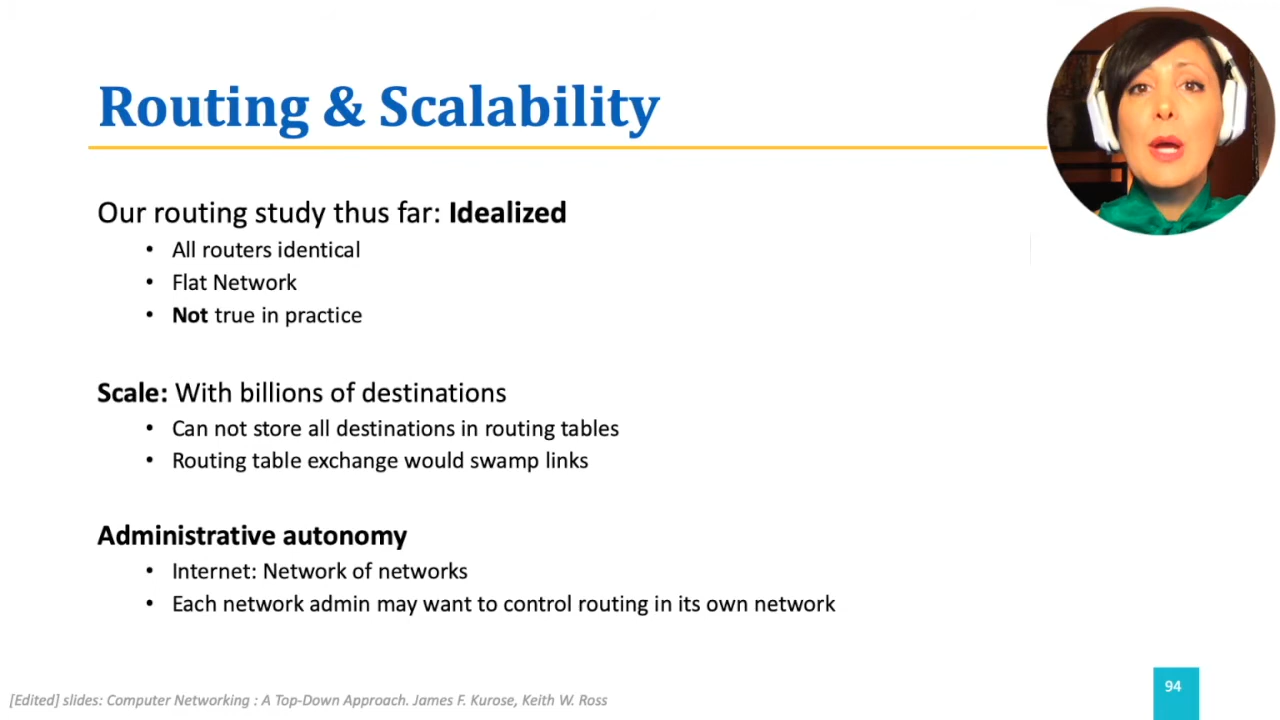 Routing & Scalability
Our routing study thus far: Idealized
• All routers identical
• Flat Network
• Not true in practice
Scale: With billions of destinations
• Can not store all destinations in routing tables
• Routing table exchange would swamp links
Administrative autonomy
• Internet: Network of networks
• Each network admin may want to control routing in its own network
[Edited] slides: Computer Networking : A Top-Down Approach. James F. Kurose, Keith W. Ross
94